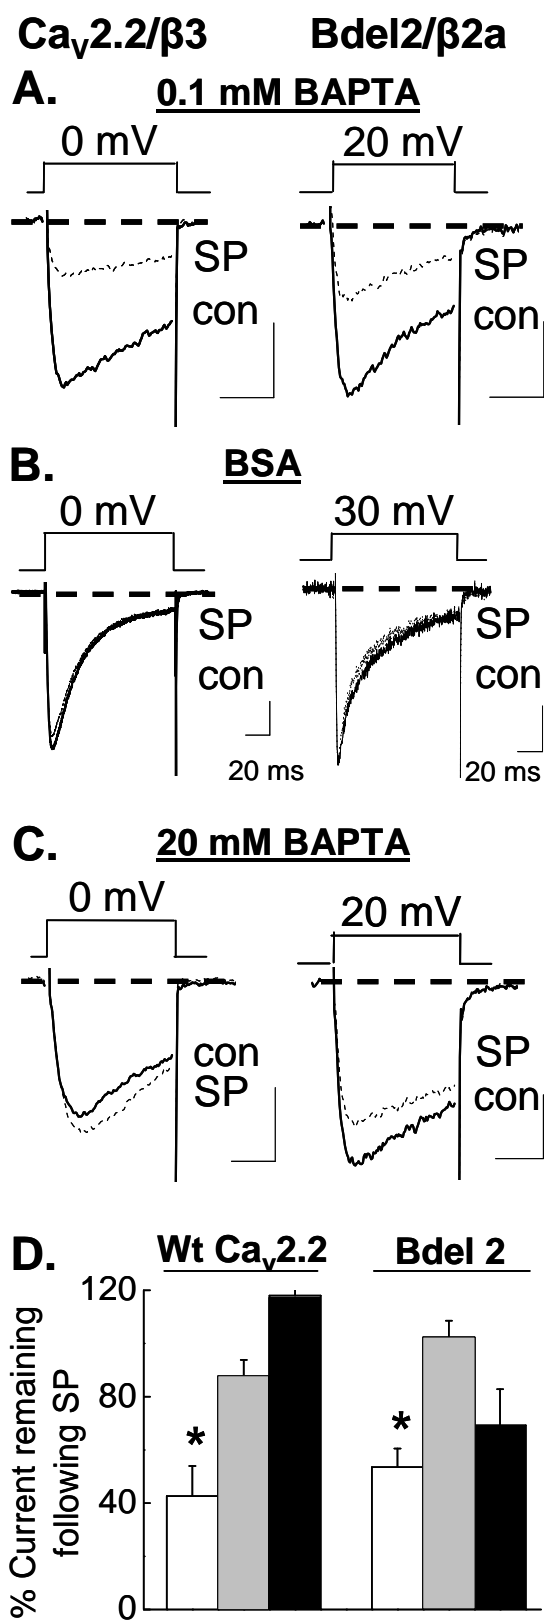 CaV2.2/β3 Bdel2/β2a
A. 0.1 mM BAPTA
0 mV 20 mV
SP SP
con con
B. BSA
0 mV 30 mV
SP SP
con con
20 ms 20 ms
C. 20 mM BAPTA
0 mV 20 mV
con SP
SP con
D. Wt Cav2.2 Bdel 2
% Current remaining
following SP
120
80
40
0
* *